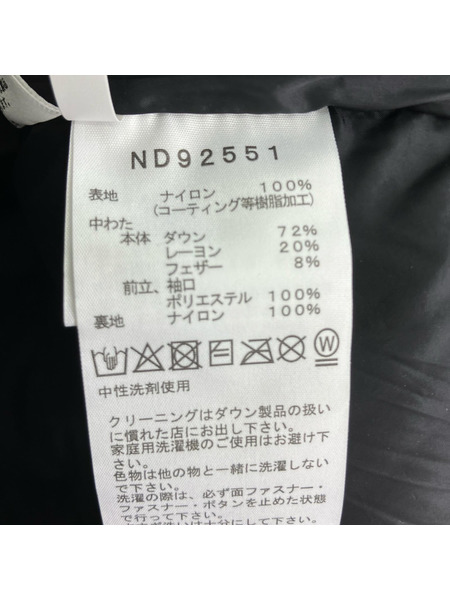 ND92551
表地 ナイロン 100%
(コーティング等樹脂加工)
中わた
本体 ダウン 72%
レーヨン 20%
フェザー 8%
前立、袖口
ポリエステル 100%
裏地 ナイロン 100%
W
中性洗剤使用
クリーニングはダウン製品の扱い
に慣れた店にお出し下さい。
家庭用洗濯機のご使用はお避け下
さい。
色物は他の物と一緒に洗濯しない
で下さい。
洗濯の際は、必ず面ファスナー・
ファスナー・ボタンを止めた状態
で行って下さい。